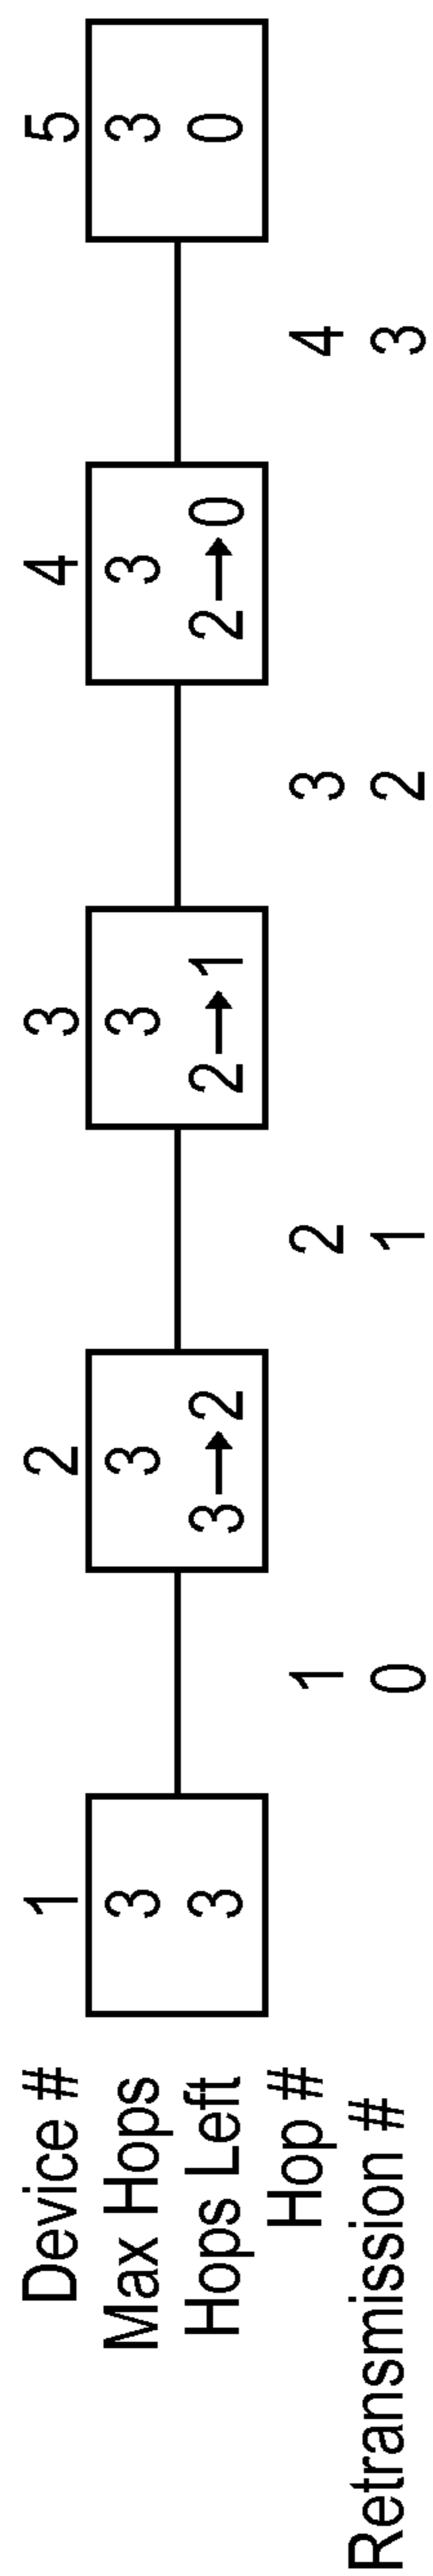 Device # 1 2 3 4 5
Max Hops 3 3 3 3 3
Hops Left 3 3→2 2→1 2→0 0
Hop # 1 2 3 4
Retransmission # 0 1 2 3